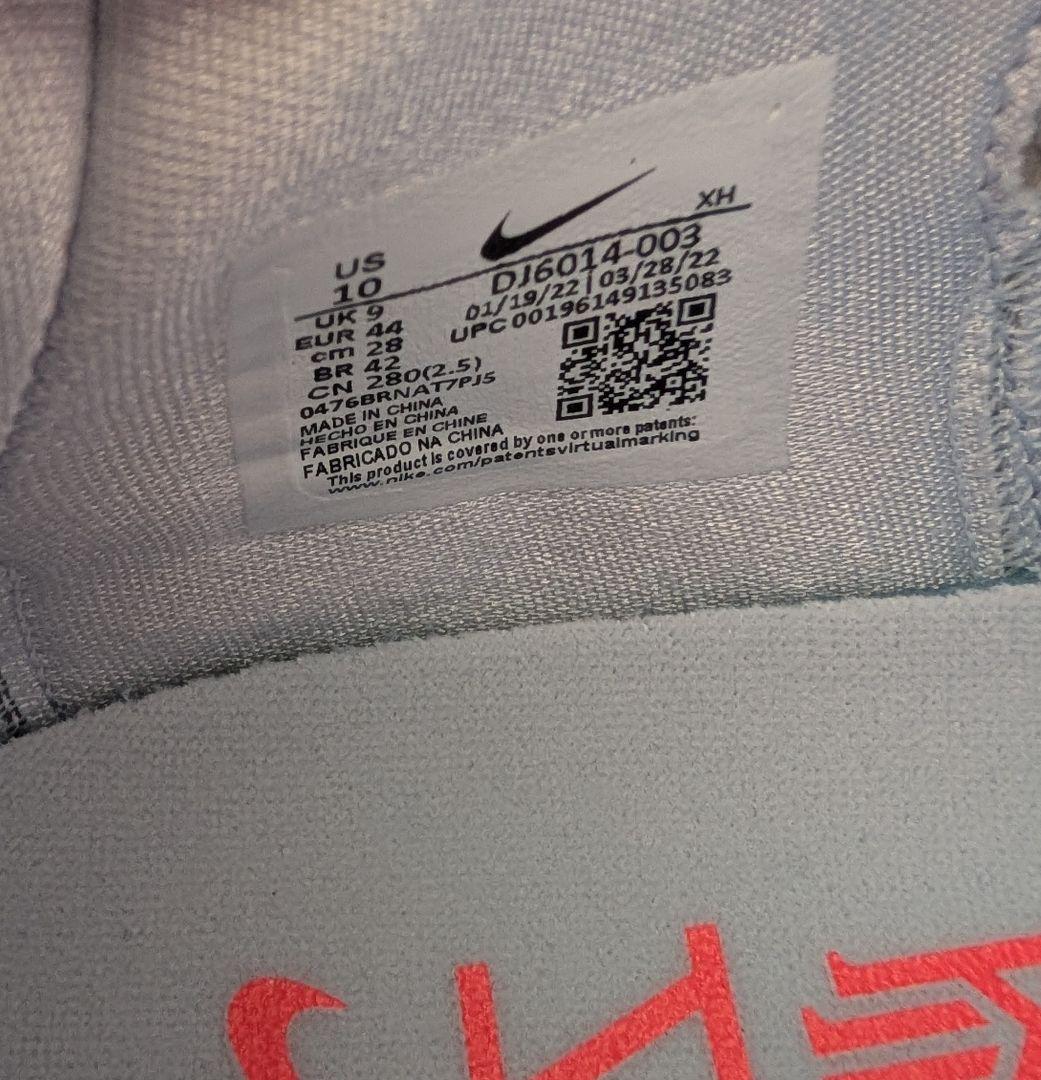 XH
US
10
DJ6014-003
01/19/22 | 03/28/22
UPC 00196149135083
UK 9
EUR 44
cm 28
BR 42
CN 280(2.5)
0476BRNAT7PJ5
MADE IN CHINA
HECHO EN CHINA
FABRIQUE EN CHINE
FABRICADO NA CHINA
This product is covered by one or more patents:
www.nike.com/patentsvirtualmarking